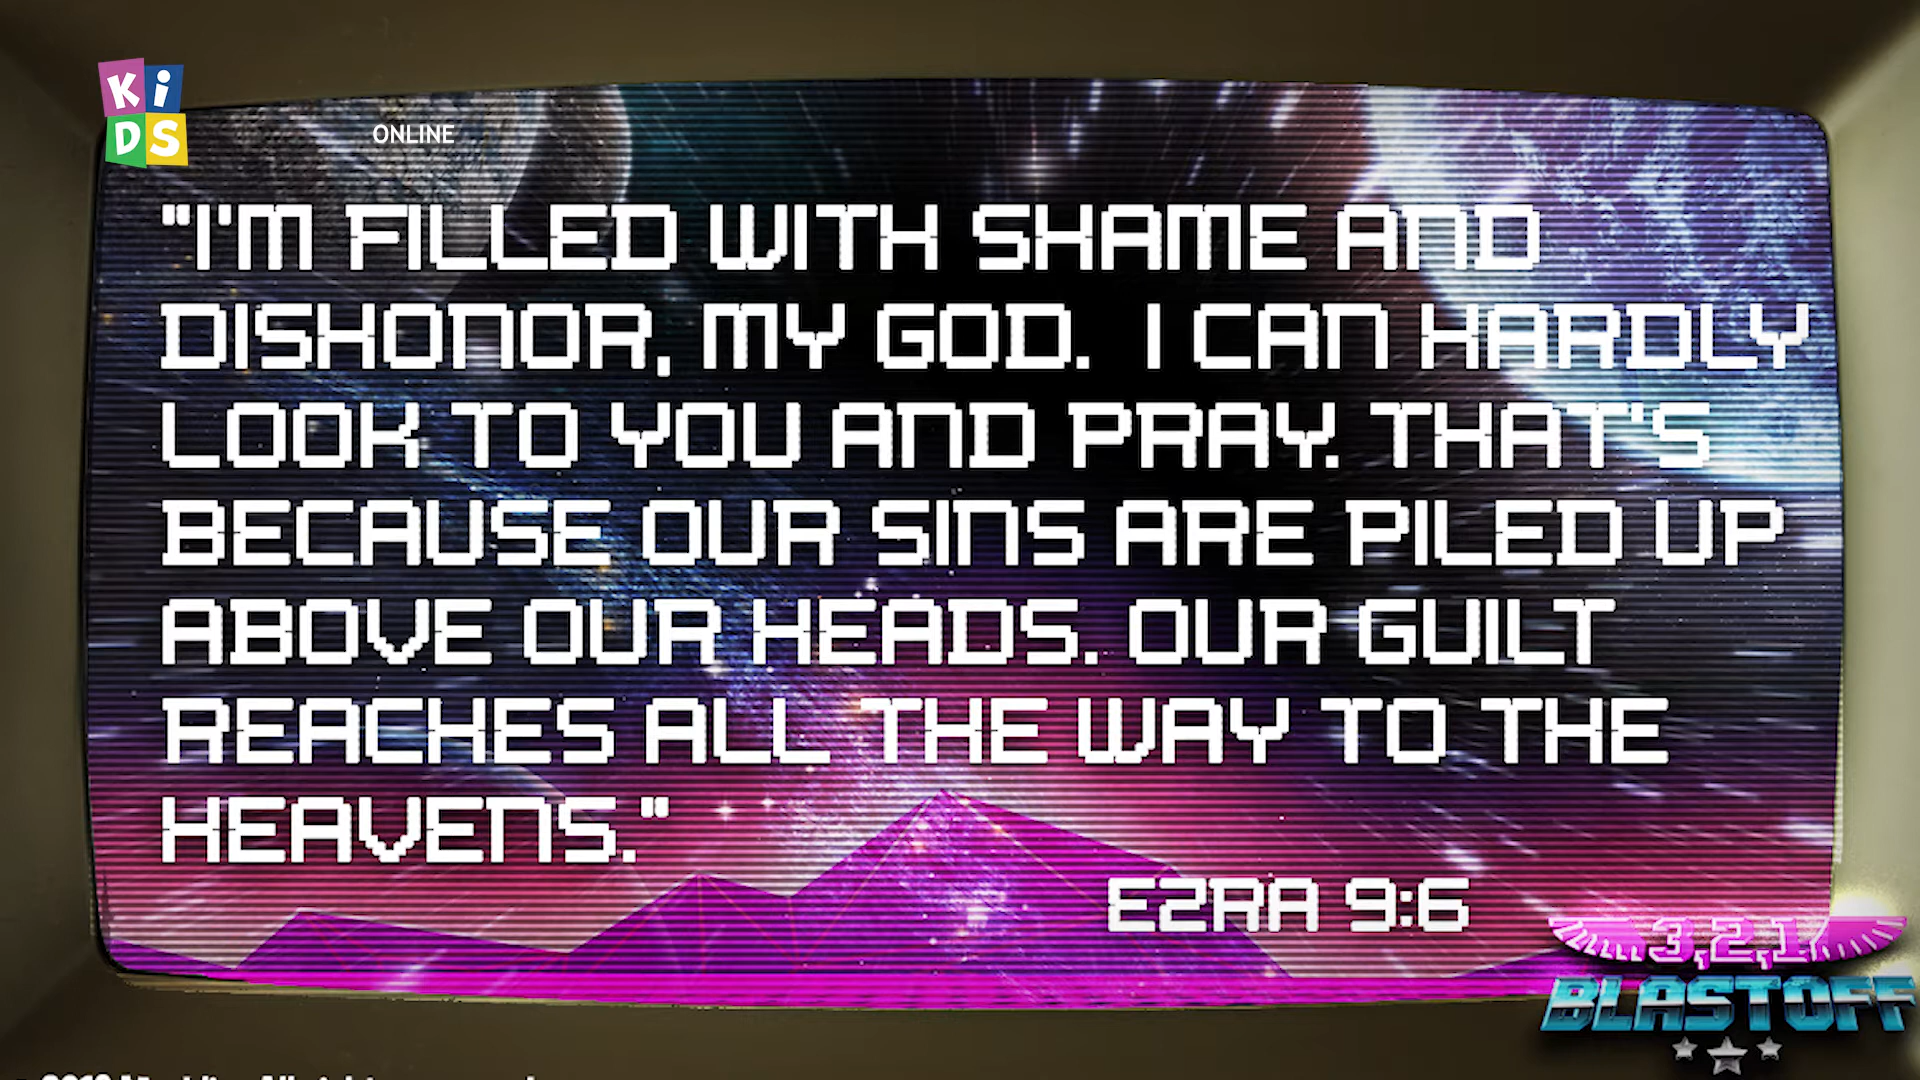 KiDS
ONLINE
"I'M FILLED WITH SHAME AND
DISHONOR, MY GOD. I CAN HARDLY
LOOK TO YOU AND PRAY. THAT'S
BECAUSE OUR SINS ARE PILED UP
ABOVE OUR HEADS. OUR GUILT
REACHES ALL THE WAY TO THE
HEAVENS."
EZRA 9:6
3,2,1
BLASTOFF